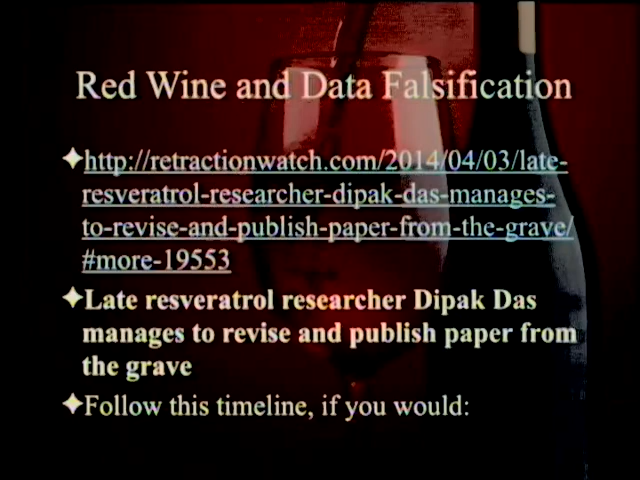 Red Wine and Data Falsification
http://retractionwatch.com/2014/04/03/late-
resveratrol-researcher-dipak-das-manages-
to-revise-and-publish-paper-from-the-grave/
#more-19553
Late resveratrol researcher Dipak Das
manages to revise and publish paper from
the grave
Follow this timeline, if you would: